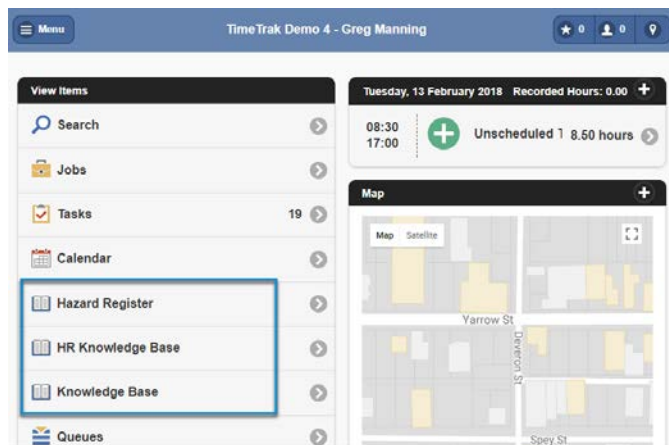 Menu
TimeTrak Demo 4 - Greg Manning
0
0
View Items
Search
Jobs
Tasks 19
Calendar
Hazard Register
HR Knowledge Base
Knowledge Base
Queues
Tuesday, 13 February 2018 Recorded Hours: 0.00
08:30
17:00
Unscheduled 8.50 hours
Map
Map Satellite
Yarrow St
Deveron St
Spey St